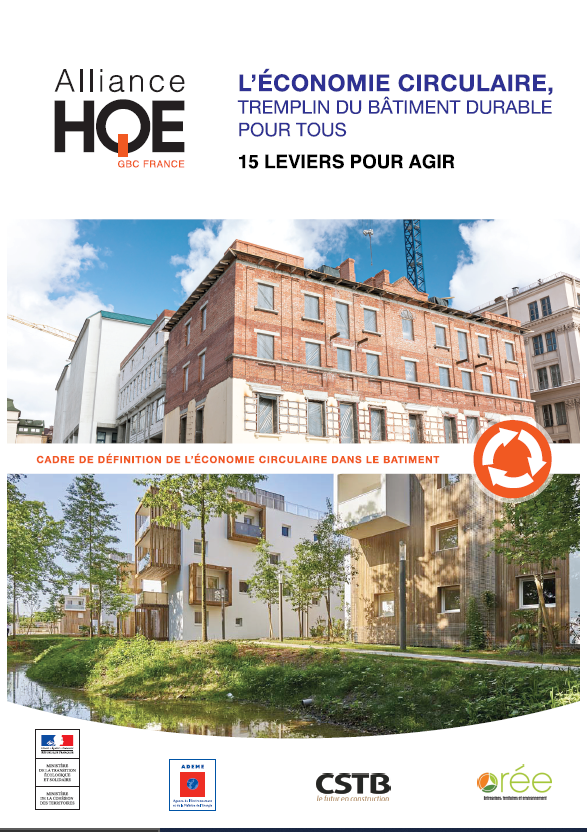 Alliance
HQE
GBC FRANCE
L'ÉCONOMIE CIRCULAIRE,
TREMPLIN DU BÂTIMENT DURABLE
POUR TOUS
15 LEVIERS POUR AGIR
CADRE DE DÉFINITION DE L'ÉCONOMIE CIRCULAIRE DANS LE BATIMENT
MINISTÈRE
DE LA TRANSITION
ÉCOLOGIQUE
ET SOLIDAIRE
MINISTÈRE
DE LA COHÉSION
DES TERRITOIRES
ADEME
Agence de l'Environnement
et de la Maîtrise de l'Energie
CSTB
le futur en construction
orée
Entreprises, territoires et environnement